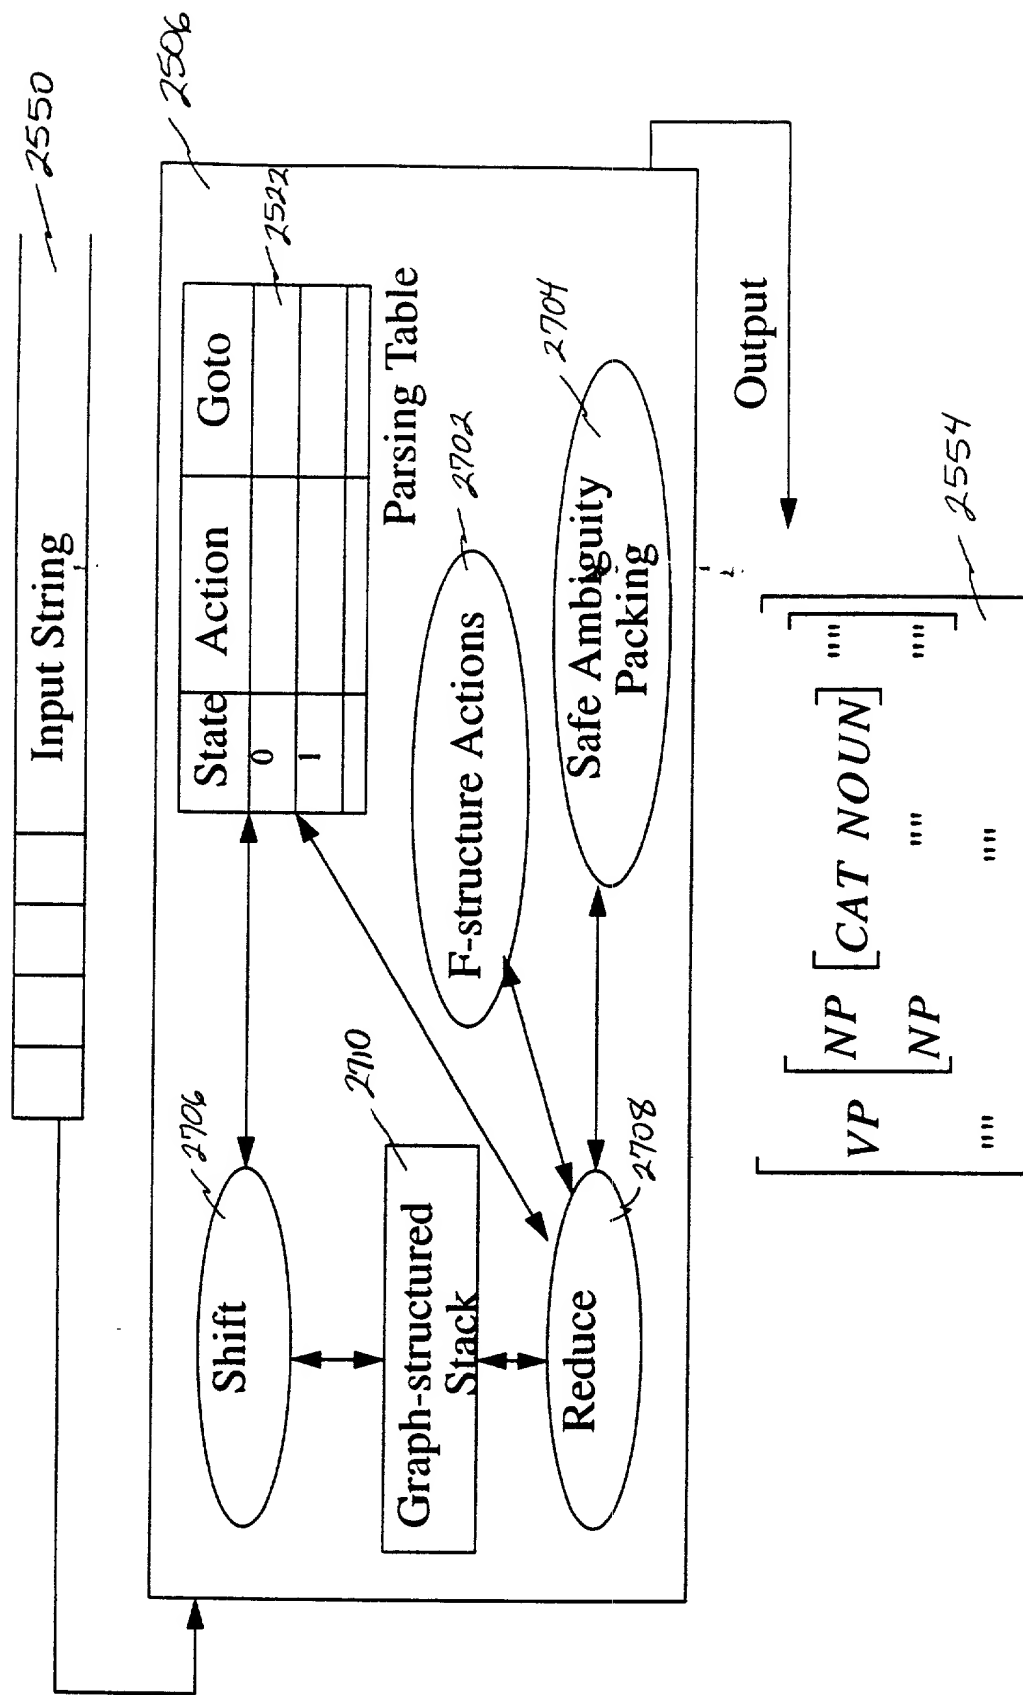 Input String
2550
2506
State Action Goto
0
1
2522
Parsing Table
Shift
2706
Graph-structured
Stack
2710
F-structure Actions
2702
Reduce
2708
Safe Ambiguity
Packing
2704
Output
VP NP [CAT NOUN] ""
NP "" ""
"" ""
2554